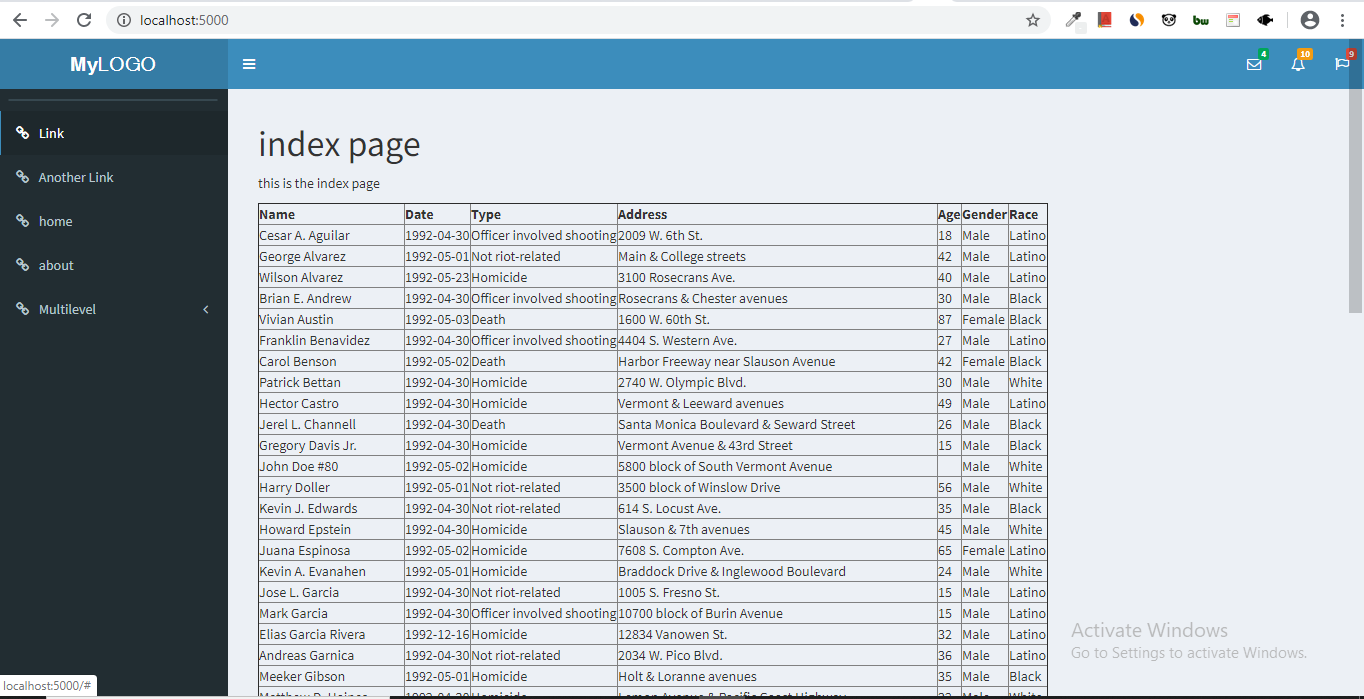 localhost:5000
bw
MyLOGO
4
10
9
Link
Another Link
home
about
Multilevel
index page
this is the index page
Name Date Type Address Age Gender Race
Cesar A. Aguilar 1992-04-30 Officer involved shooting 2009 W. 6th St. 18 Male Latino
George Alvarez 1992-05-01 Not riot-related Main & College streets 42 Male Latino
Wilson Alvarez 1992-05-23 Homicide 3100 Rosecrans Ave. 40 Male Latino
Brian E. Andrew 1992-04-30 Officer involved shooting Rosecrans & Chester avenues 30 Male Black
Vivian Austin 1992-05-03 Death 1600 W. 60th St. 87 Female Black
Franklin Benavidez 1992-04-30 Officer involved shooting 4404 S. Western Ave. 27 Male Latino
Carol Benson 1992-05-02 Death Harbor Freeway near Slauson Avenue 42 Female Black
Patrick Bettan 1992-04-30 Homicide 2740 W. Olympic Blvd. 30 Male White
Hector Castro 1992-04-30 Homicide Vermont & Leeward avenues 49 Male Latino
Jerel L. Channell 1992-04-30 Death Santa Monica Boulevard & Seward Street 26 Male Black
Gregory Davis Jr. 1992-04-30 Homicide Vermont Avenue & 43rd Street 15 Male Black
John Doe #80 1992-05-02 Homicide 5800 block of South Vermont Avenue Male White
Harry Doller 1992-05-01 Not riot-related 3500 block of Winslow Drive 56 Male White
Kevin J. Edwards 1992-04-30 Not riot-related 614 S. Locust Ave. 35 Male Black
Howard Epstein 1992-04-30 Homicide Slauson & 7th avenues 45 Male White
Juana Espinosa 1992-05-02 Homicide 7608 S. Compton Ave. 65 Female Latino
Kevin A. Evanahen 1992-05-01 Homicide Braddock Drive & Inglewood Boulevard 24 Male White
Jose L. Garcia 1992-04-30 Not riot-related 1005 S. Fresno St. 15 Male Latino
Mark Garcia 1992-04-30 Officer involved shooting 10700 block of Burin Avenue 15 Male Latino
Elias Garcia Rivera 1992-12-16 Homicide 12834 Vanowen St. 32 Male Latino
Andreas Garnica 1992-04-30 Not riot-related 2034 W. Pico Blvd. 36 Male Latino
Meeker Gibson 1992-05-01 Homicide Holt & Loranne avenues 35 Male Black
Activate Windows
Go to Settings to activate Windows.
localhost:5000/#